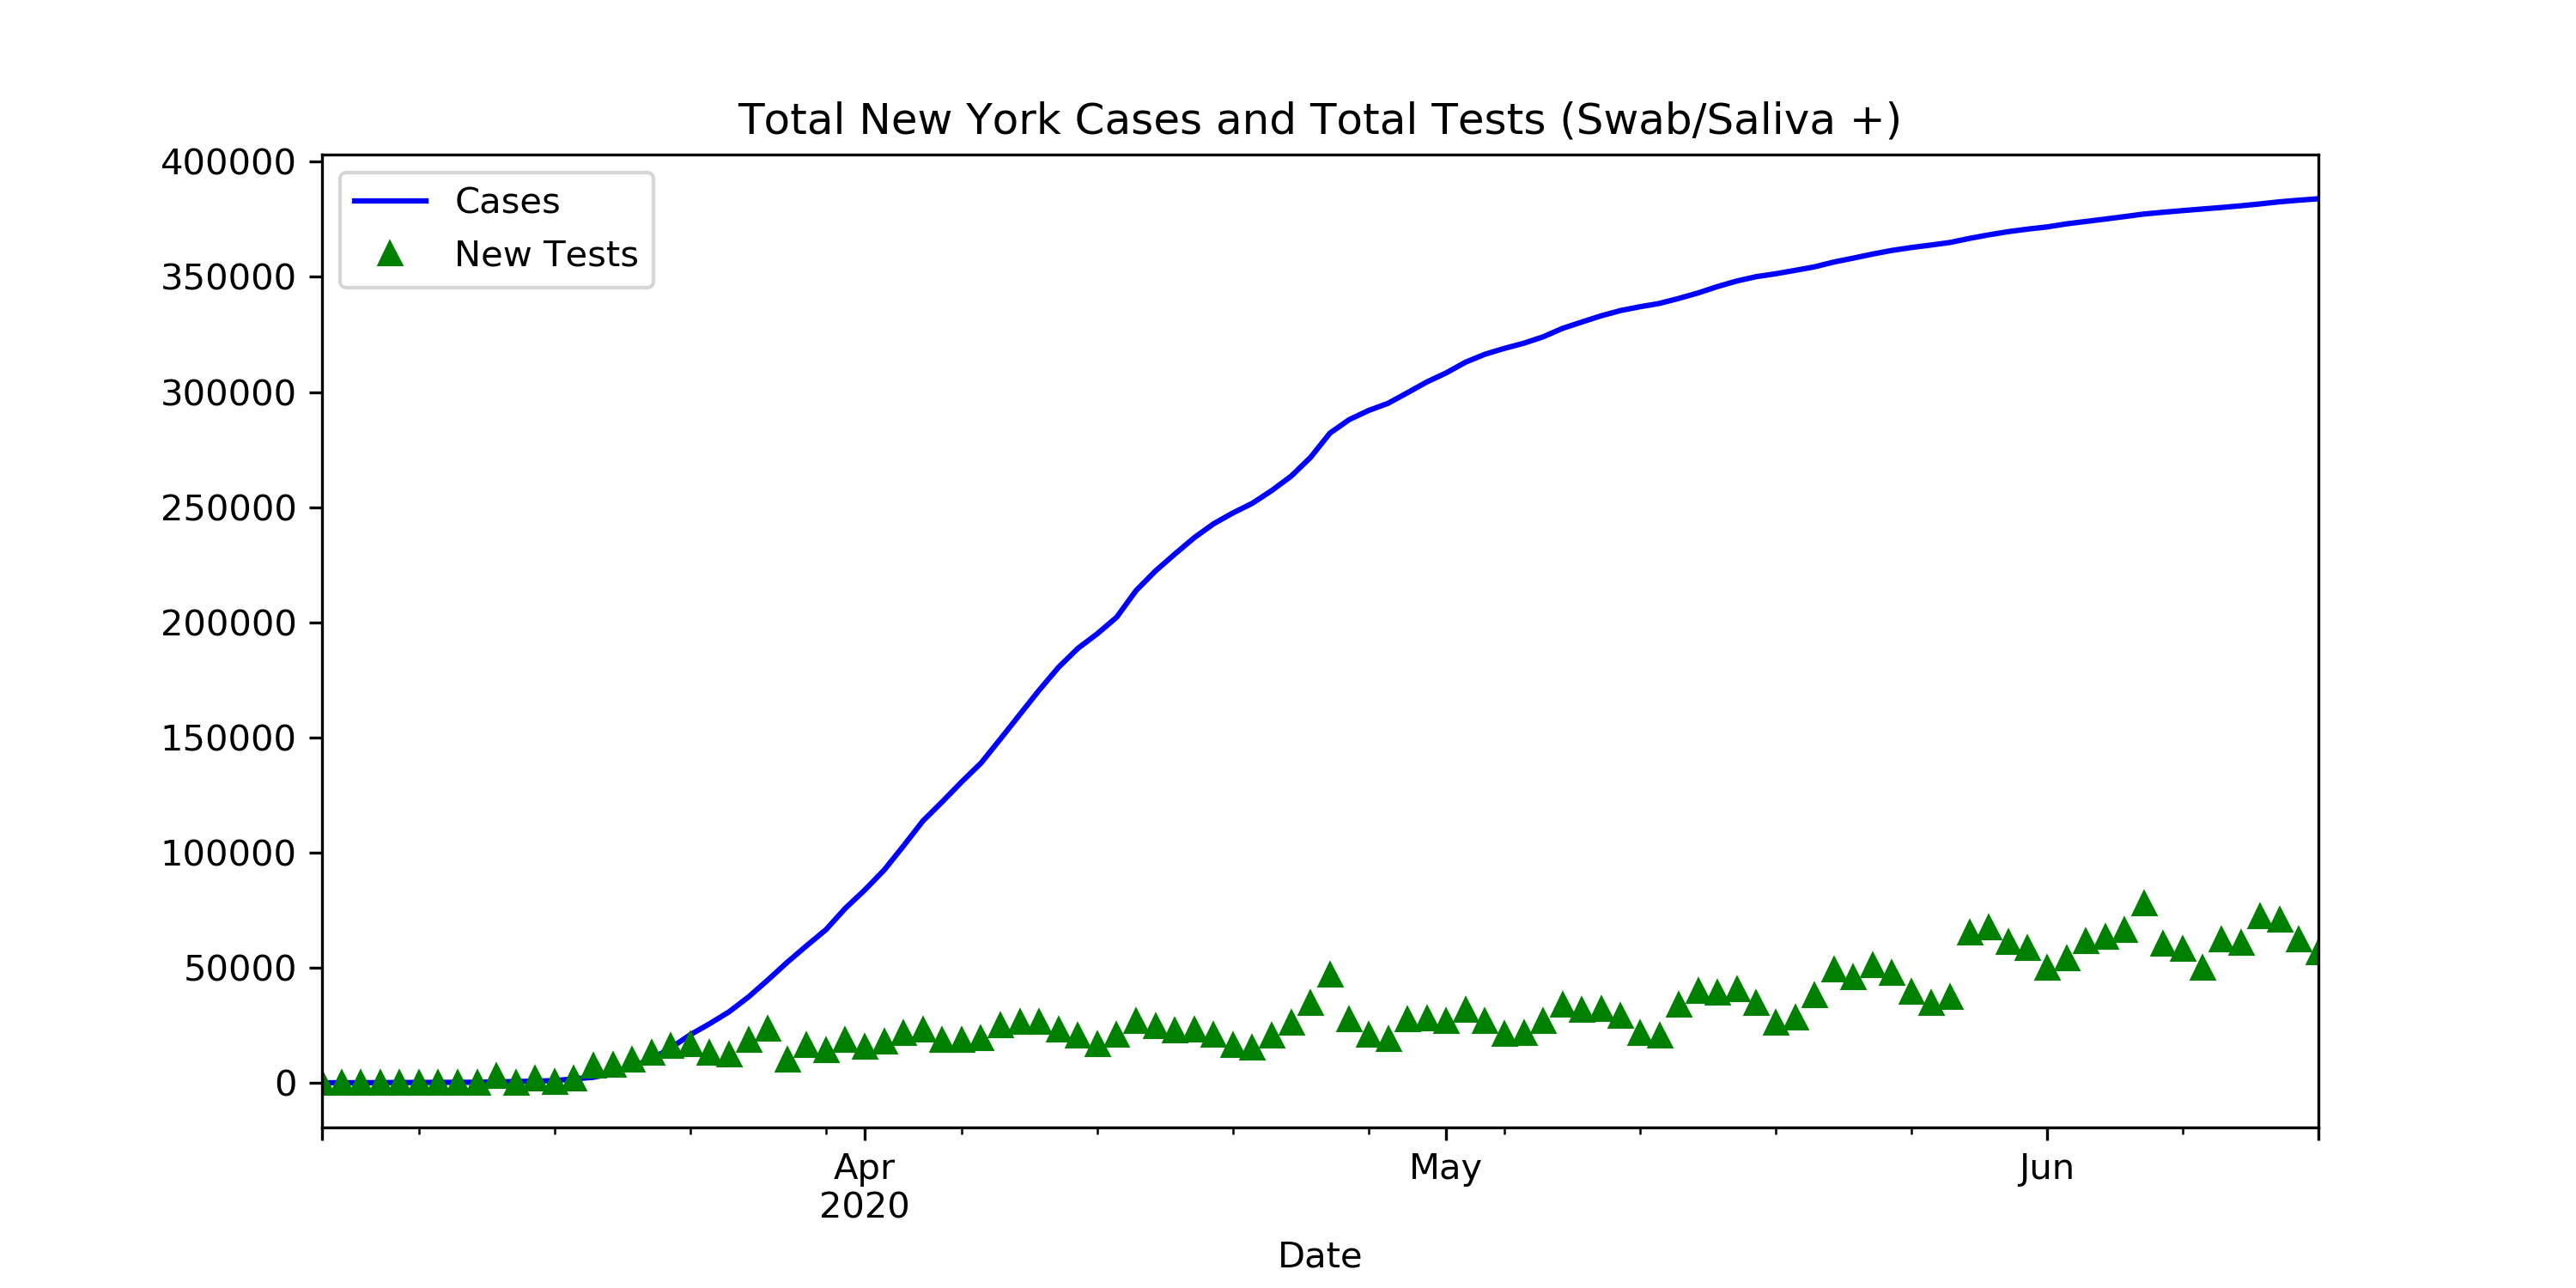 Total New York Cases and Total Tests (Swab/Saliva +)
400000
350000
300000
250000
200000
150000
100000
50000
0
Cases
New Tests
Apr
2020
May
Jun
Date